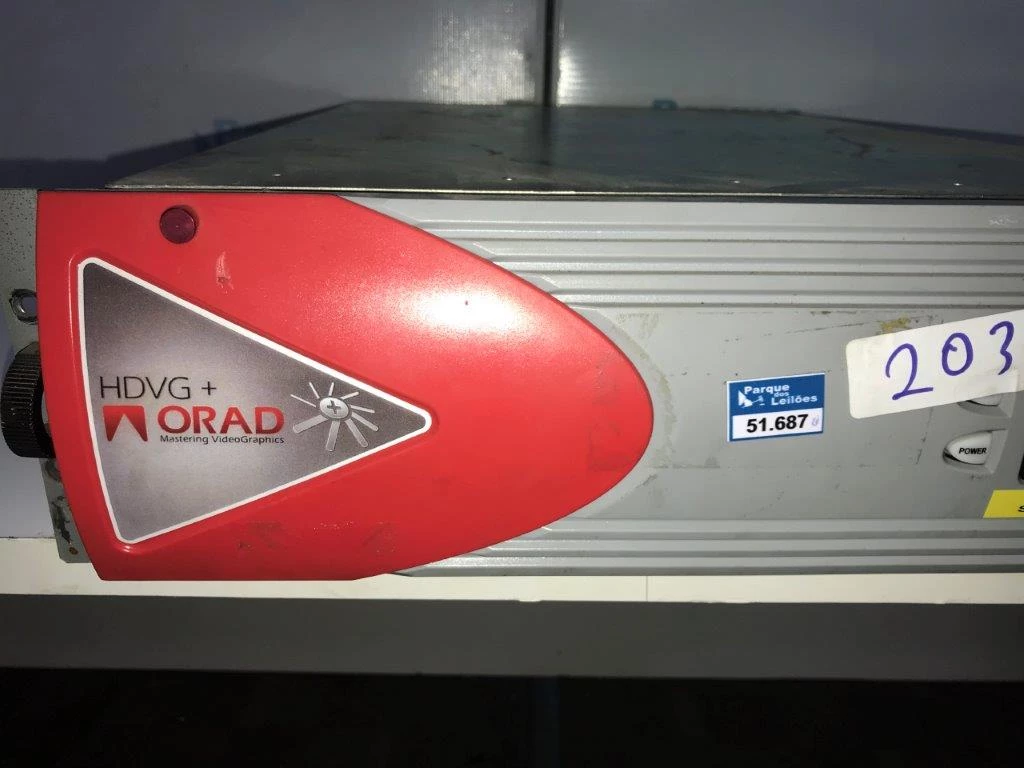 HDVG +
ORAD
Mastering VideoGraphics
Parque
dos
Leilões
51.687
203
POWER